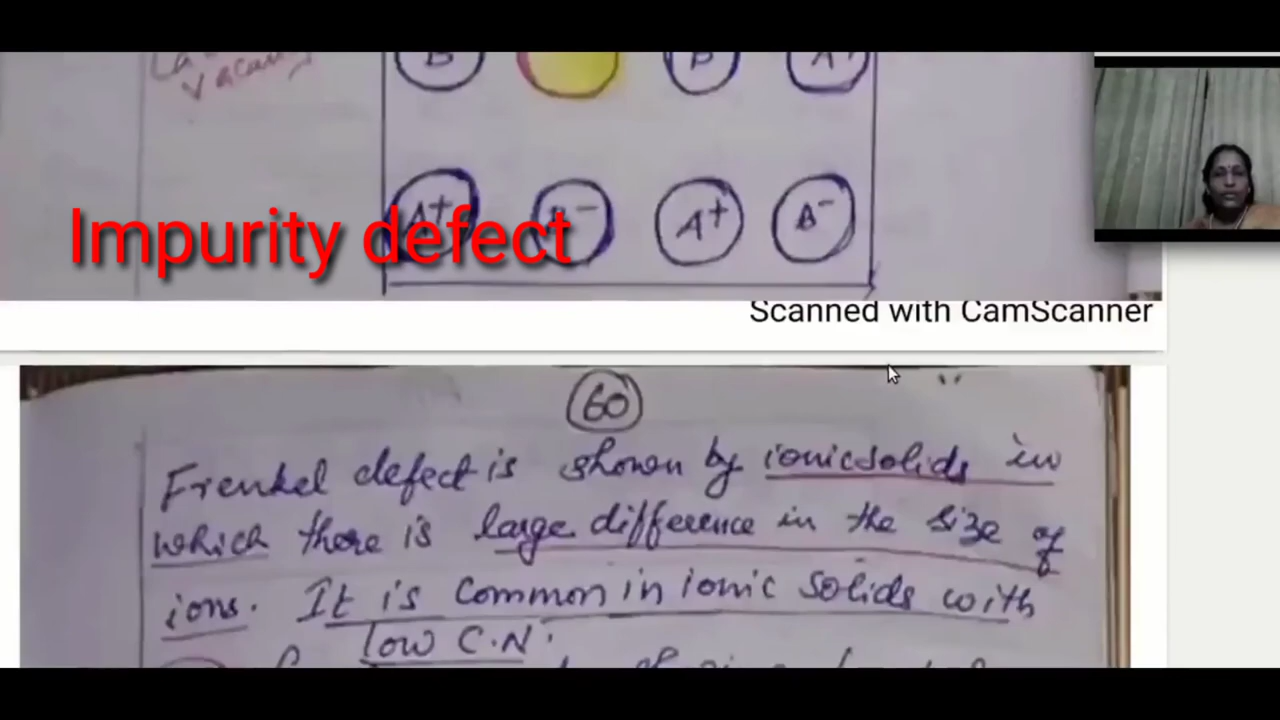 vacancy
B A+
Impurity defect
A+ B- A+ B-
Scanned with CamScanner
60
Frenkel defect is shown by ionic solids in
which there is large difference in the size of
ions. It is common in ionic solids with
low C.N.